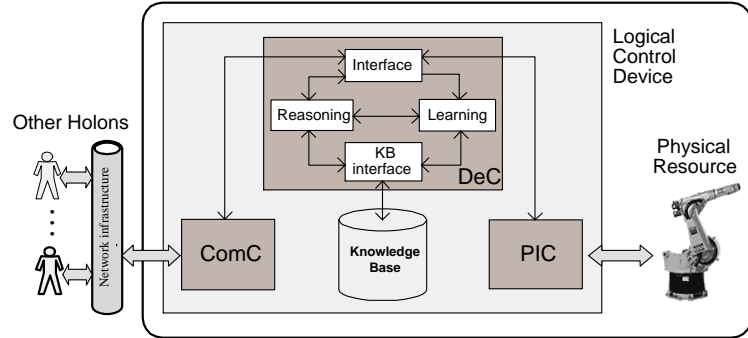 Logical
Control
Device
Interface
Reasoning
Learning
KB
interface
DeC
Other Holons
Physical
Resource
Network infrastructure
ComC
Knowledge
Base
PIC